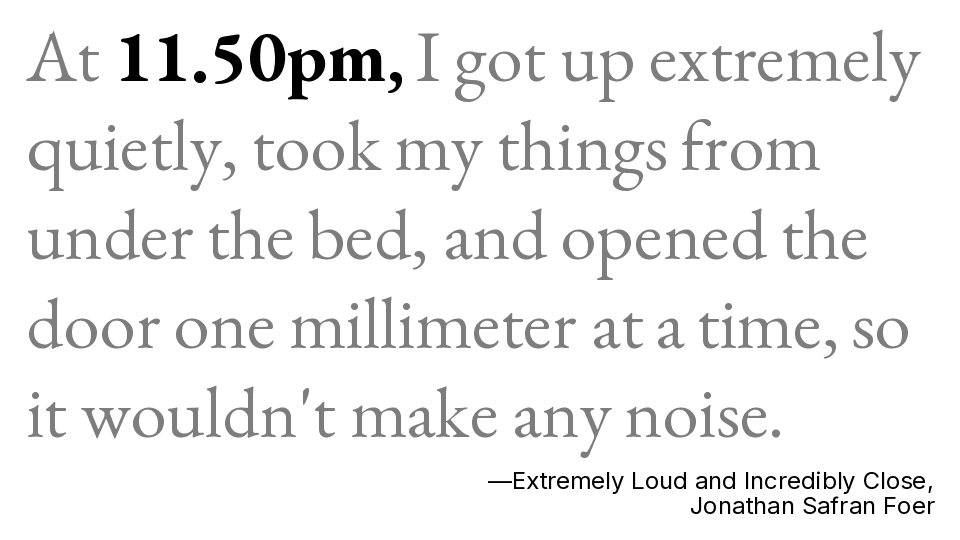 At 11.50pm, I got up extremely
quietly, took my things from
under the bed, and opened the
door one millimeter at a time, so
it wouldn't make any noise.
—Extremely Loud and Incredibly Close,
Jonathan Safran Foer